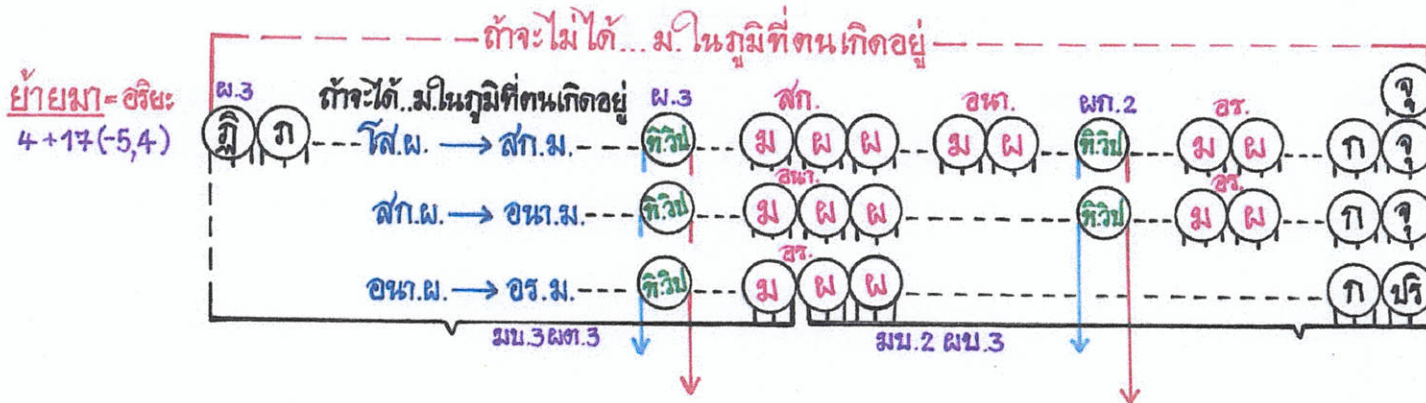 ถ้าจะไม่ได้...ม.ในภูมิที่ตนเกิดอยู่
ย้ายมา = อริยะ
4+17(-5,4)
ผ.3 ถ้าจะได้..ม.ในภูมิที่ตนเกิดอยู่ ผ.3 สก. อนา. ผก.2 อร. จุ
ฏิ ภ โส.ผ. → สก.ม. ทิ.วิป ม ผ ผ ม ผ ทิ.วิป ม ผ ก จุ
อนา. อร.
สก.ผ. → อนา.ม. ทิ.วิป ม ผ ผ ทิ.วิป ม ผ ก จุ
อร.
อนา.ผ. → อร.ม. ทิ.วิป ม ผ ผ ก ปริ
มบ.3 ผต.3 มบ.2 ผบ.3